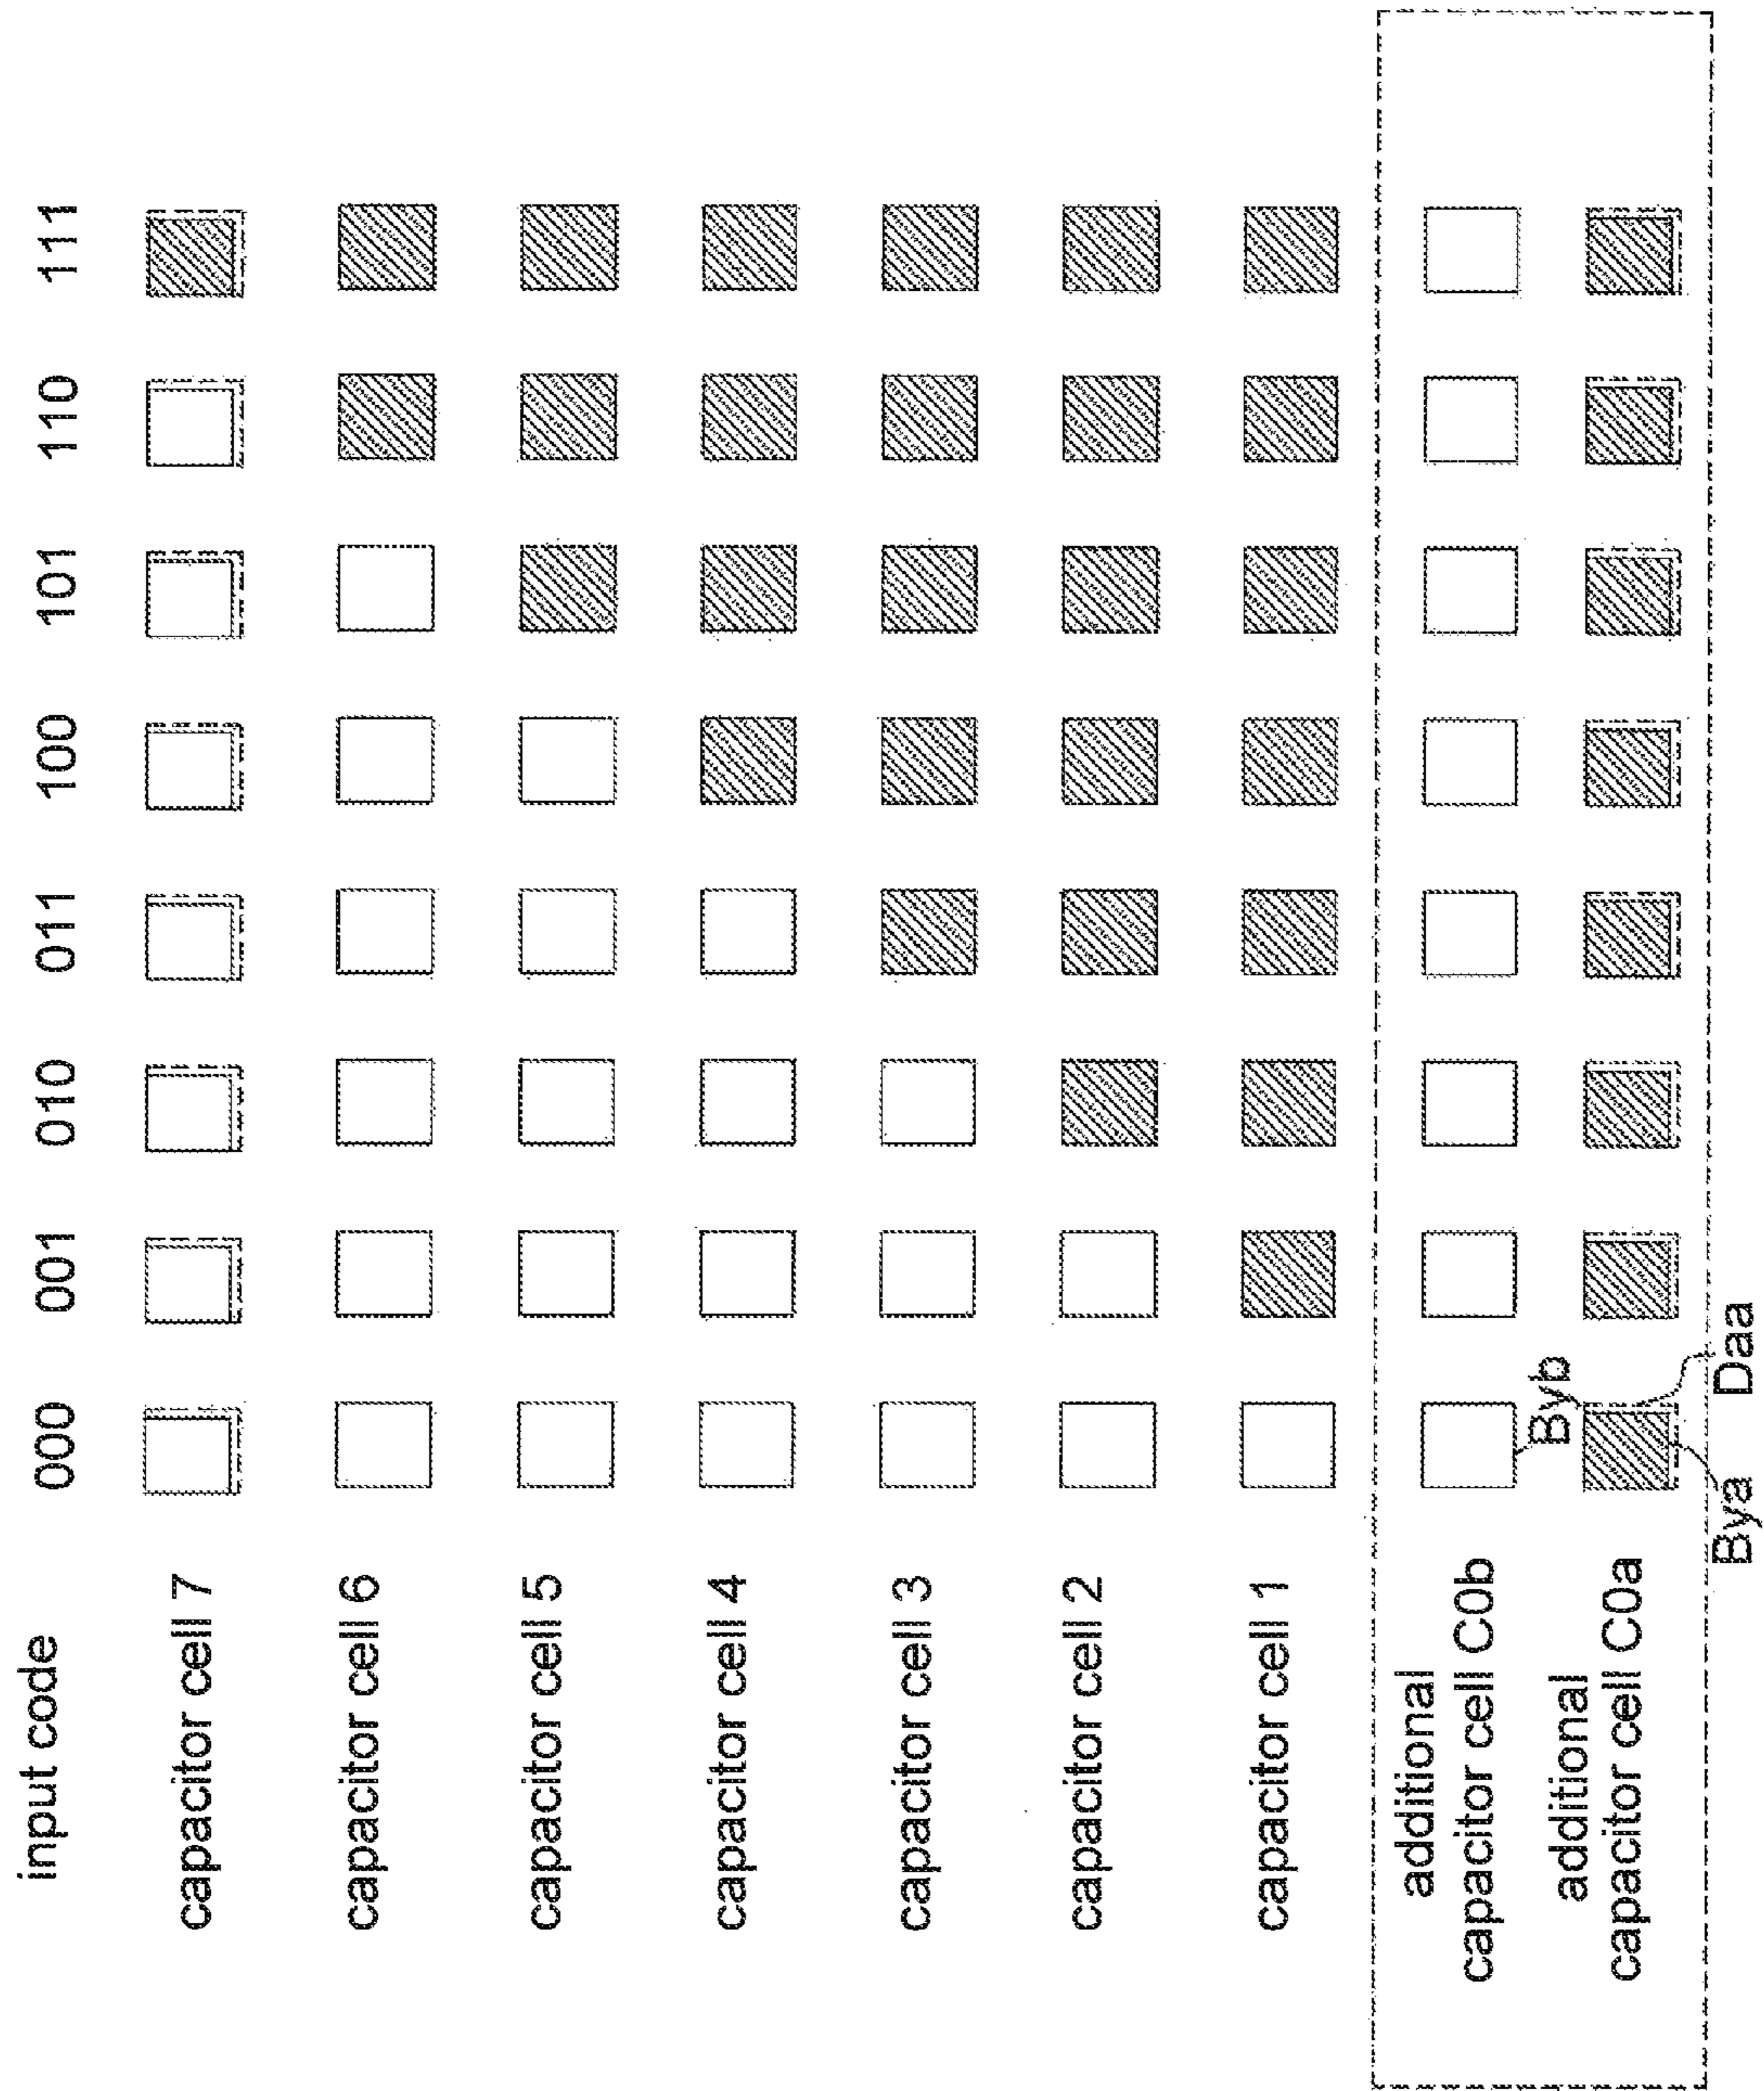 input code 000 001 010 011 100 101 110 111
capacitor cell 7
capacitor cell 6
capacitor cell 5
capacitor cell 4
capacitor cell 3
capacitor cell 2
capacitor cell 1
additional
capacitor cell C0b
Byb
additional
capacitor cell C0a
Bya Daa